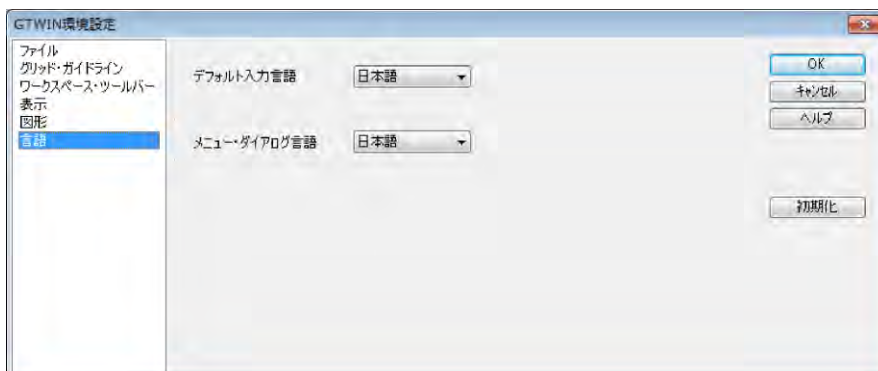 GTWIN環境設定
ファイル
グリッド・ガイドライン
ワークスペース・ツールバー
表示
図形
言語
デフォルト入力言語 日本語
メニュー・ダイアログ言語 日本語
OK
キャンセル
ヘルプ
初期化